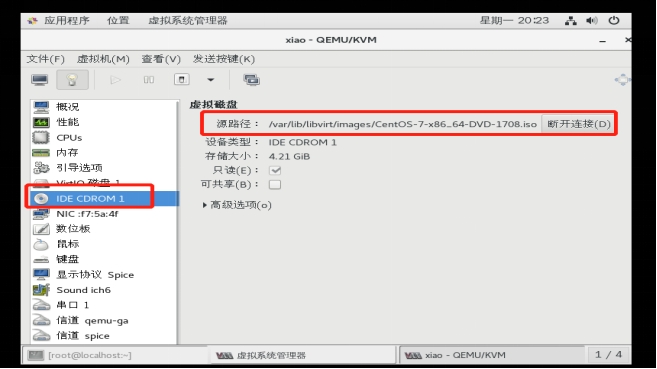 应用程序 位置 虚拟系统管理器 星期一 20:23
xiao - QEMU/KVM
文件(F) 虚拟机(M) 查看(V) 发送按键(K)
概况
性能
CPUs
内存
引导选项
VirtIO 磁盘 1
IDE CDROM 1
NIC :f7:5a:4f
数位板
鼠标
键盘
显示协议 Spice
Sound ich6
串口 1
信道 qemu-ga
信道 spice
虚拟磁盘
源路径： /var/lib/libvirt/images/CentOS-7-x86_64-DVD-1708.iso 断开连接(D)
设备类型： IDE CDROM 1
存储大小： 4.21 GiB
只读(E)：
可共享(B)：
高级选项(o)
[root@localhost:~] 虚拟系统管理器 xiao - QEMU/KVM 1 / 4